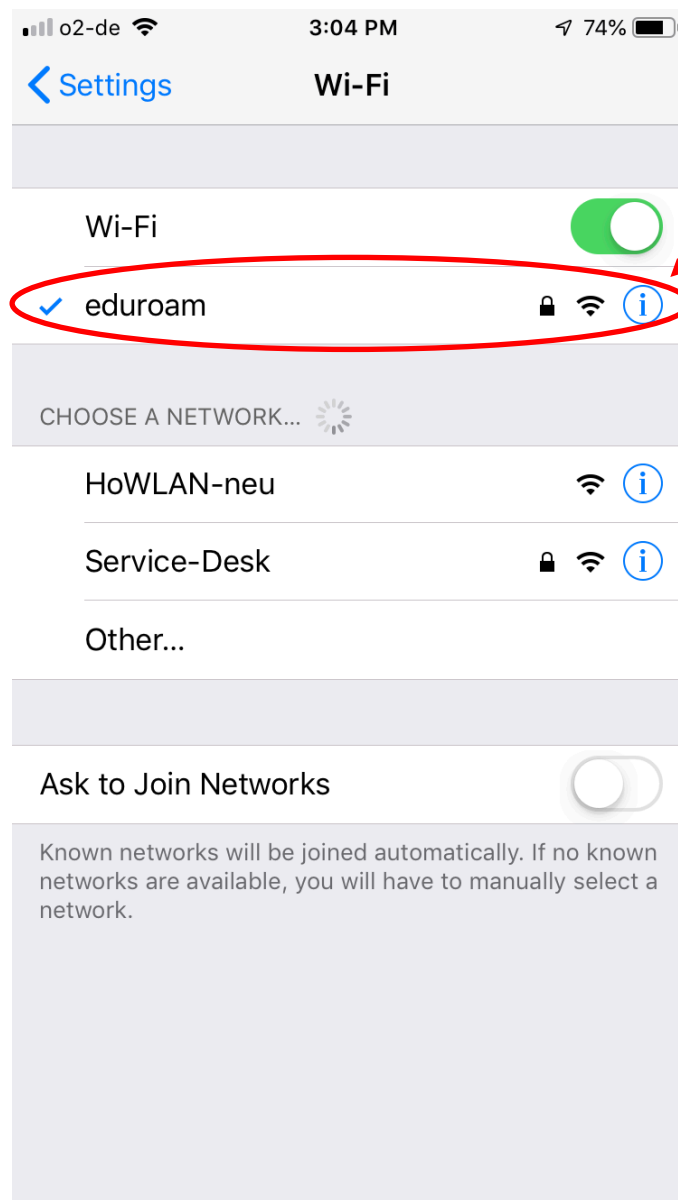 o2-de 3:04 PM 74%
Settings Wi-Fi
Wi-Fi
eduroam i
CHOOSE A NETWORK...
HoWLAN-neu i
Service-Desk i
Other...
Ask to Join Networks
Known networks will be joined automatically. If no known
networks are available, you will have to manually select a
network.